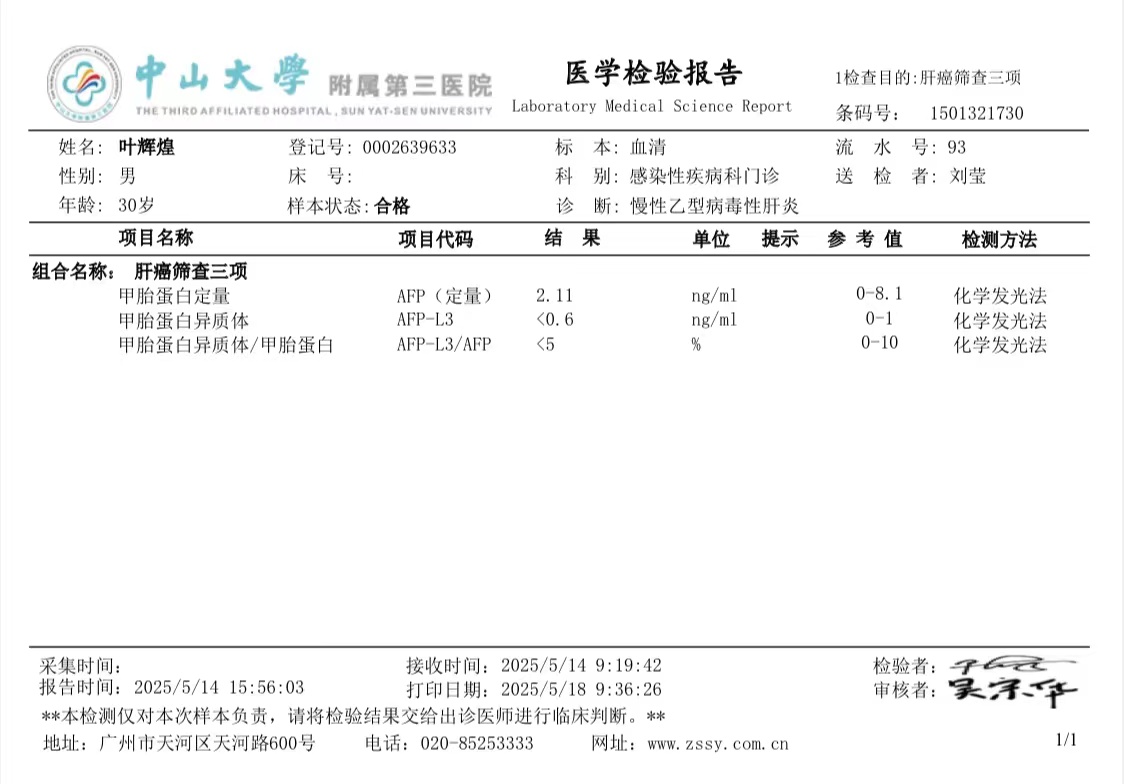 中山大學 附属第三医院
THE THIRD AFFILIATED HOSPITAL, SUN YAT-SEN UNIVERSITY
医学检验报告
Laboratory Medical Science Report
1检查目的:肝癌筛查三项
条码号: 1501321730
姓名: 叶辉煌 登记号: 0002639633 标 本: 血清 流 水 号: 93
性别: 男 床 号: 科 别: 感染性疾病科门诊 送 检 者: 刘莹
年龄: 30岁 样本状态: 合格 诊 断: 慢性乙型病毒性肝炎
项目名称 项目代码 结 果 单位 提示 参 考 值 检测方法
组合名称: 肝癌筛查三项
甲胎蛋白定量 AFP（定量） 2.11 ng/ml 0-8.1 化学发光法
甲胎蛋白异质体 AFP-L3 <0.6 ng/ml 0-1 化学发光法
甲胎蛋白异质体/甲胎蛋白 AFP-L3/AFP <5 % 0-10 化学发光法
采集时间: 接收时间: 2025/5/14 9:19:42 检验者:
报告时间: 2025/5/14 15:56:03 打印日期: 2025/5/18 9:36:26 审核者: 吴宗华
**本检测仅对本次样本负责，请将检验结果交给出诊医师进行临床判断。**
地址: 广州市天河区天河路600号 电话: 020-85253333 网址: www.zssy.com.cn 1/1